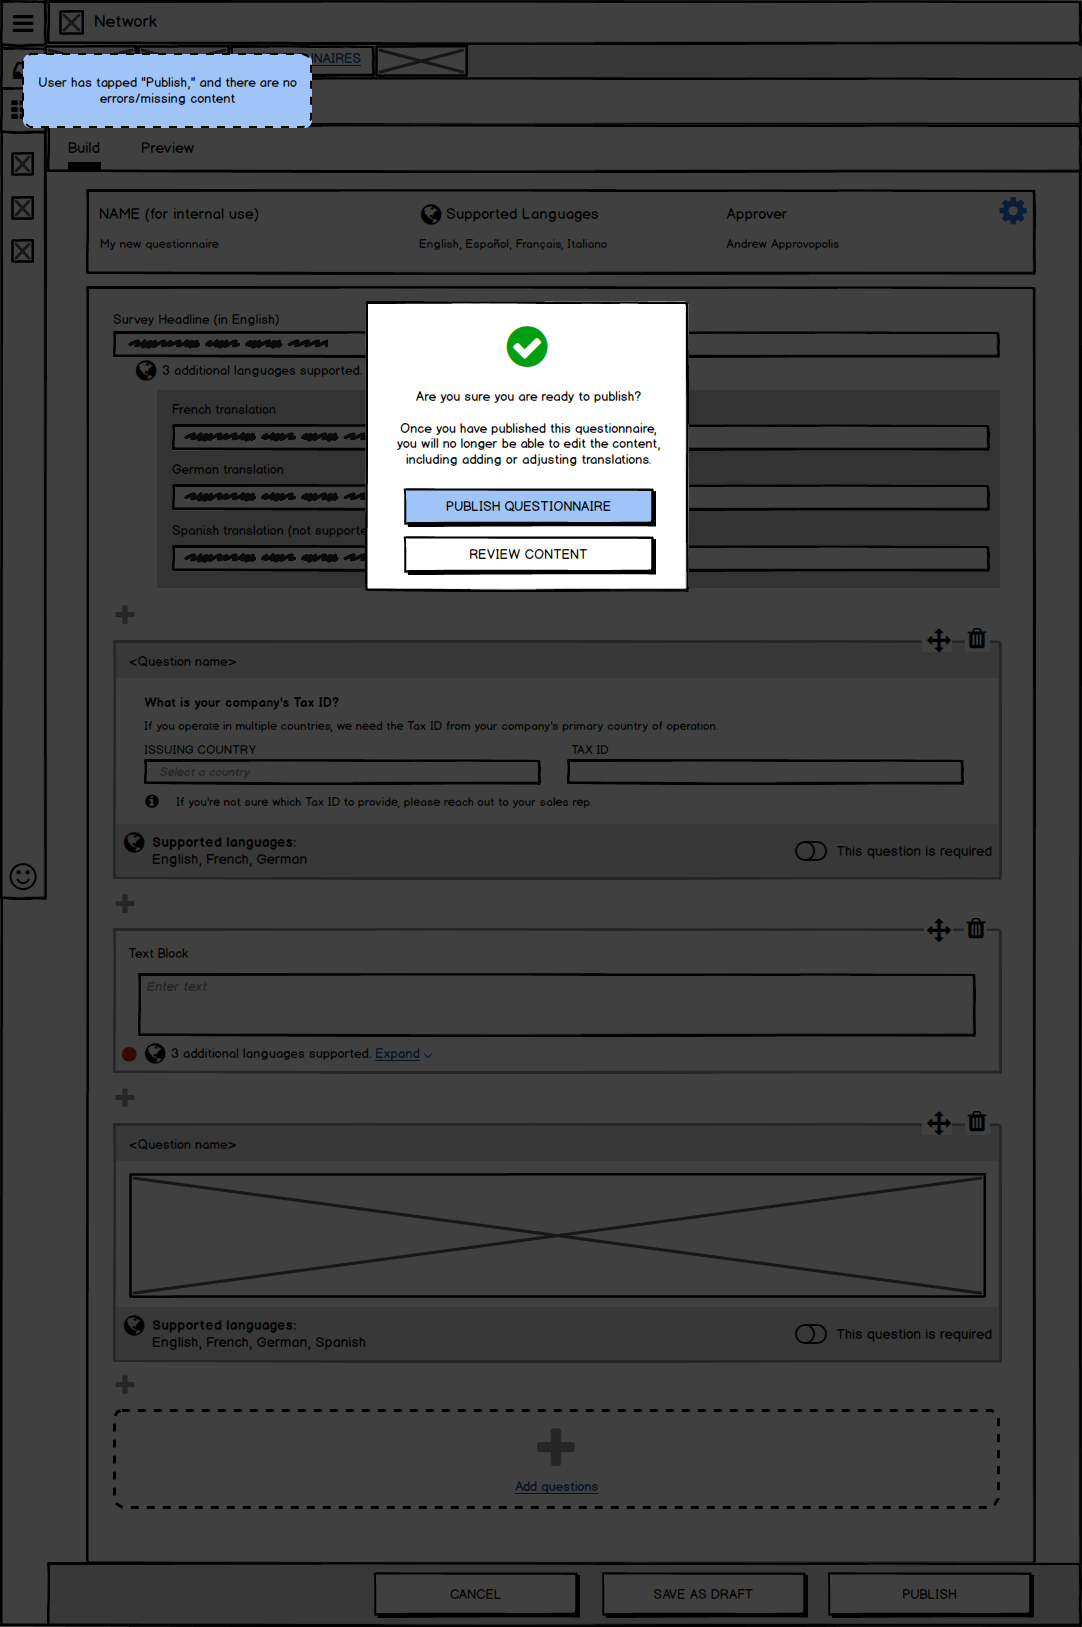 Network
NAIRES
User has tapped "Publish," and there are no
errors/missing content
Build
Preview
NAME (for internal use)
Supported Languages
Approver
My new questionnaire
English, Español, Français, Italiano
Andrew Approvopolis
Survey Headline (in English)
3 additional languages supported.
French translation
German translation
Spanish translation (not supporte
Are you sure you are ready to publish?
Once you have published this questionnaire,
you will no longer be able to edit the content,
including adding or adjusting translations.
PUBLISH QUESTIONNAIRE
REVIEW CONTENT
<Question name>
What is your company's Tax ID?
If you operate in multiple countries, we need the Tax ID from your company's primary country of operation.
ISSUING COUNTRY
TAX ID
Select a country
If you're not sure which Tax ID to provide, please reach out to your sales rep.
Supported languages:
English, French, German
This question is required
Text Block
Enter text
3 additional languages supported. Expand
<Question name>
Supported languages:
English, French, German, Spanish
This question is required
Add questions
CANCEL
SAVE AS DRAFT
PUBLISH